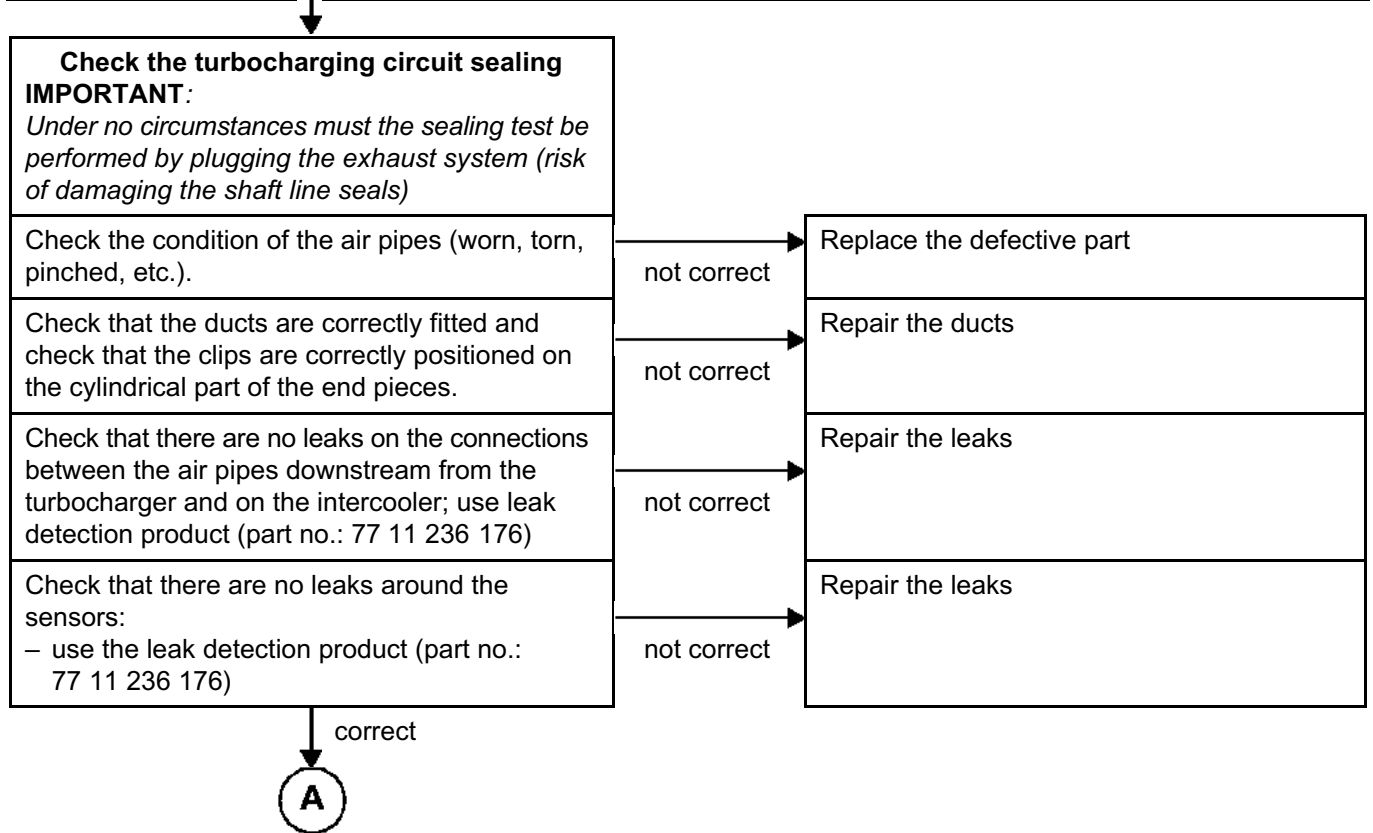 Check the turbocharging circuit sealing
IMPORTANT:
Under no circumstances must the sealing test be
performed by plugging the exhaust system (risk
of damaging the shaft line seals)
Check the condition of the air pipes (worn, torn,
pinched, etc.).
not correct
Replace the defective part
Check that the ducts are correctly fitted and
check that the clips are correctly positioned on
the cylindrical part of the end pieces.
not correct
Repair the ducts
Check that there are no leaks on the connections
between the air pipes downstream from the
turbocharger and on the intercooler; use leak
detection product (part no.: 77 11 236 176)
not correct
Repair the leaks
Check that there are no leaks around the
sensors:
– use the leak detection product (part no.:
77 11 236 176)
not correct
Repair the leaks
correct
A